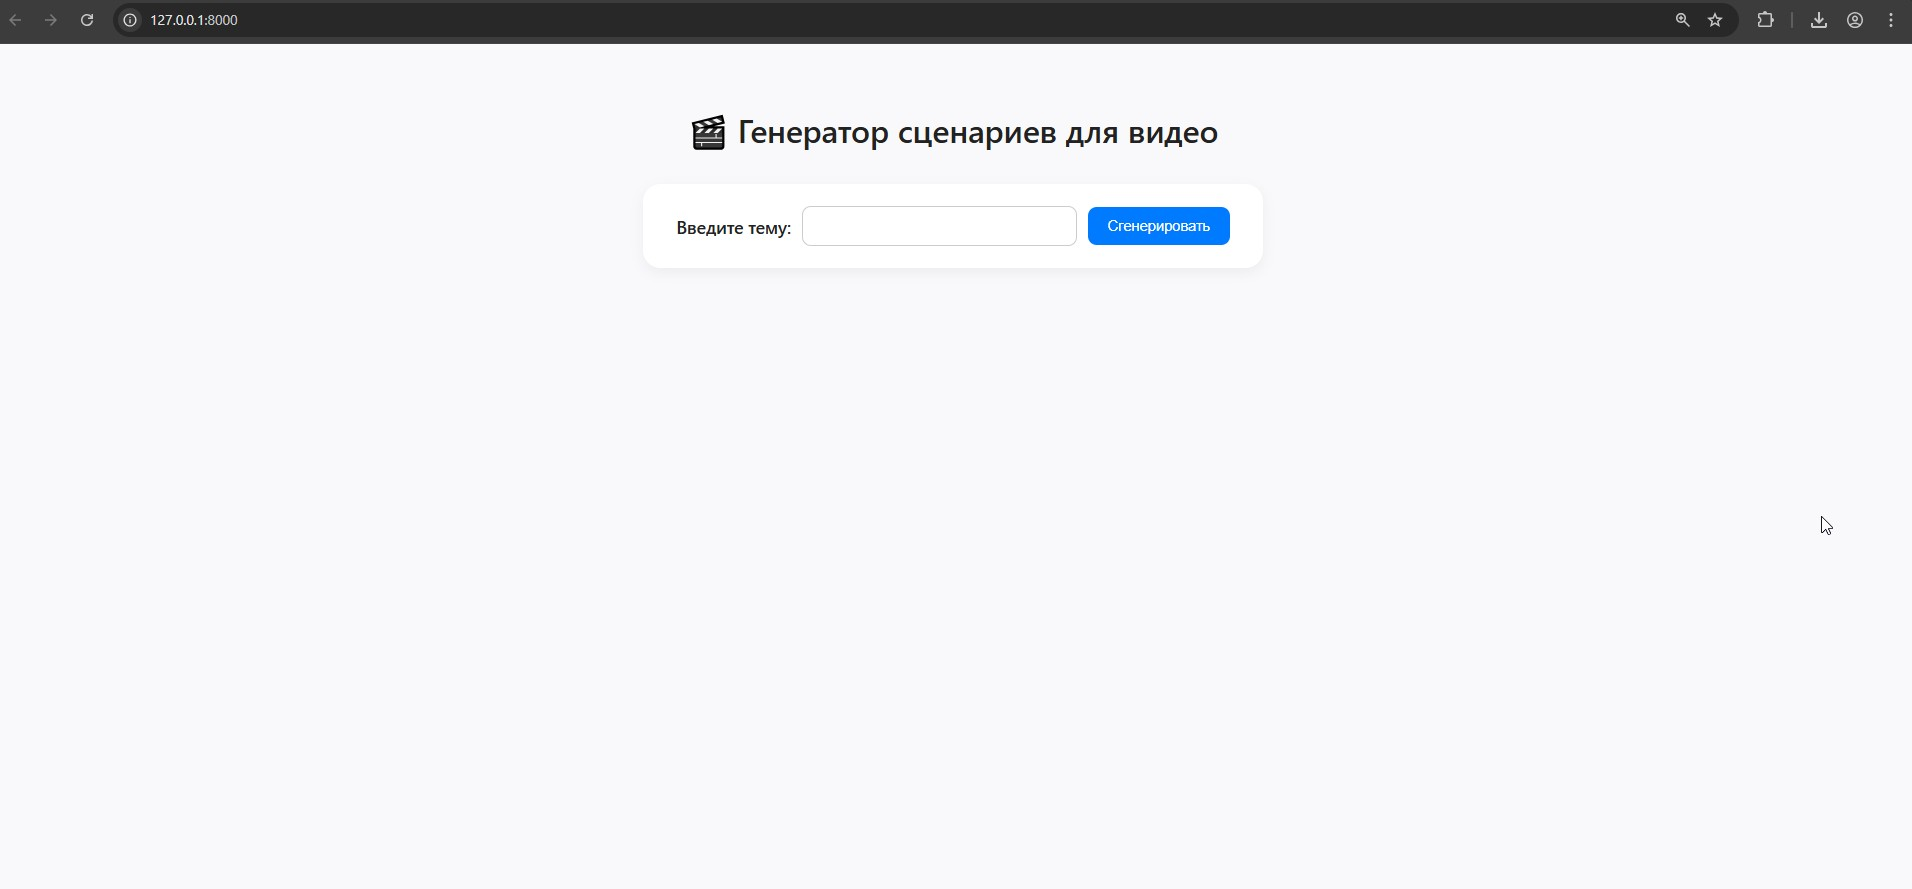 127.0.0.1:8000
Генератор сценариев для видео
Введите тему:
Сгенерировать